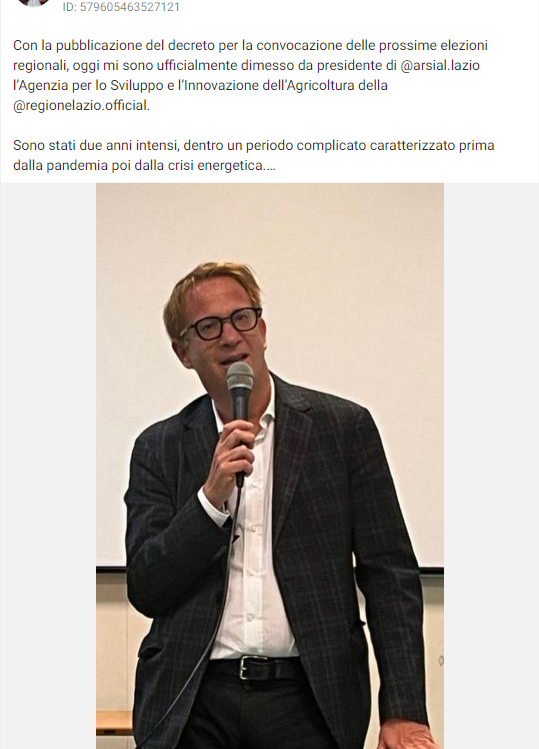 ID: 579605463527121
Con la pubblicazione del decreto per la convocazione delle prossime elezioni
regionali, oggi mi sono ufficialmente dimesso da presidente di @arsial.lazio
l'Agenzia per lo Sviluppo e l'Innovazione dell'Agricoltura della
@regionelazio.official.
Sono stati due anni intensi, dentro un periodo complicato caratterizzato prima
dalla pandemia poi dalla crisi energetica....